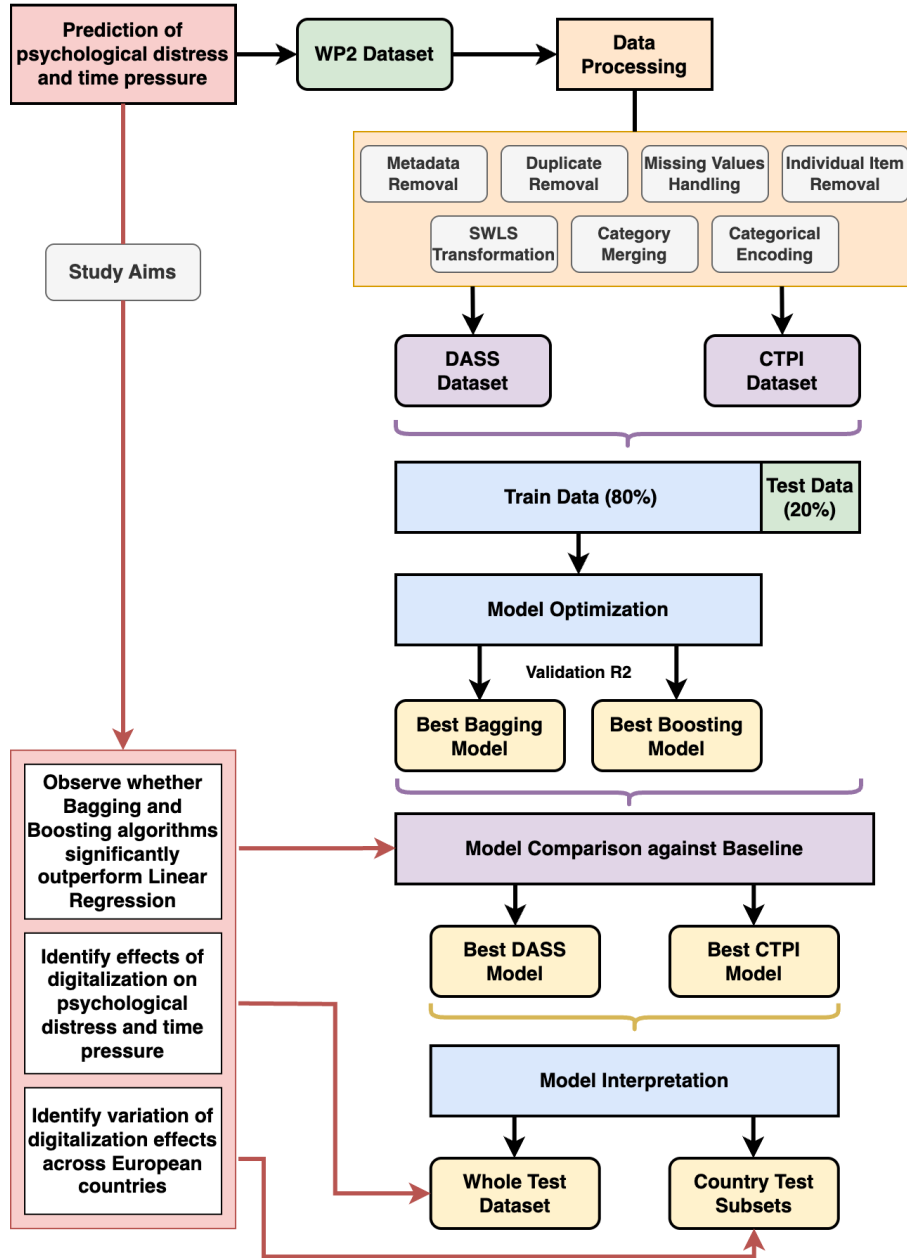 Prediction of
psychological distress
and time pressure
WP2 Dataset
Data
Processing
Metadata
Removal
Duplicate
Removal
Missing Values
Handling
Individual Item
Removal
SWLS
Transformation
Category
Merging
Categorical
Encoding
Study Aims
DASS
Dataset
CTPI
Dataset
Train Data (80%)
Test Data
(20%)
Model Optimization
Validation R2
Best Bagging
Model
Best Boosting
Model
Observe whether
Bagging and
Boosting algorithms
significantly
outperform Linear
Regression
Model Comparison against Baseline
Best DASS
Model
Best CTPI
Model
Identify effects of
digitalization on
psychological
distress and time
pressure
Model Interpretation
Identify variation of
digitalization effects
across European
countries
Whole Test
Dataset
Country Test
Subsets